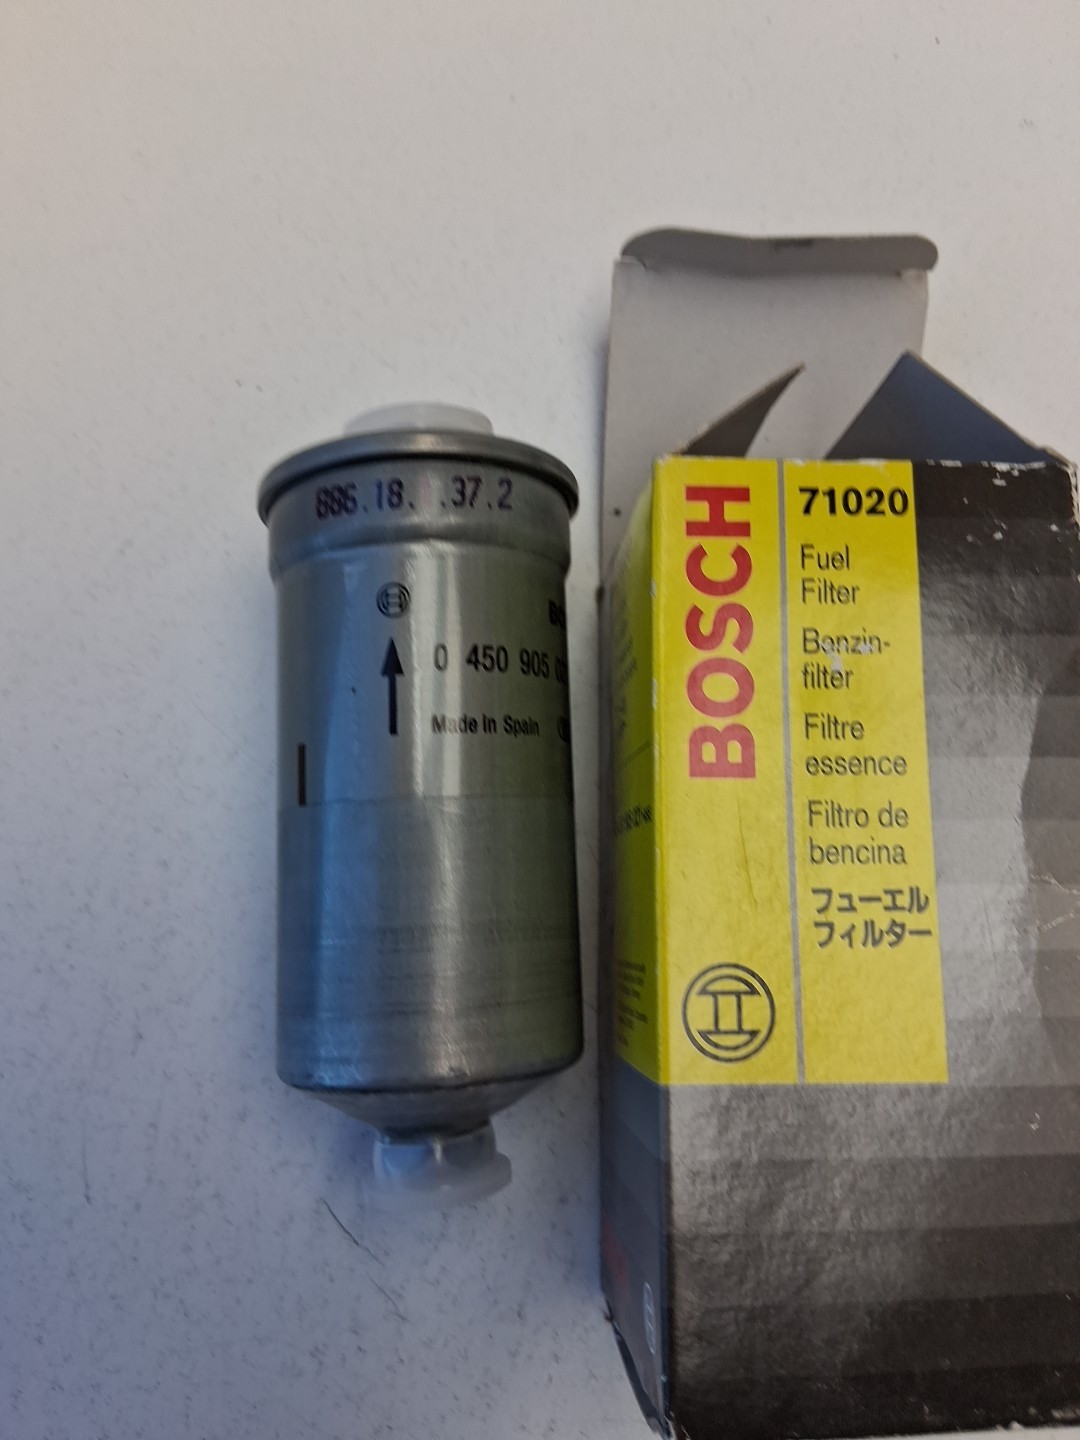 .18. .37.2
0 450 905
Made In Spain
BOSCH
71020
Fuel
Filter
Benzin-
filter
Filtre
essence
Filtro de
bencina
フューエル
フィルター